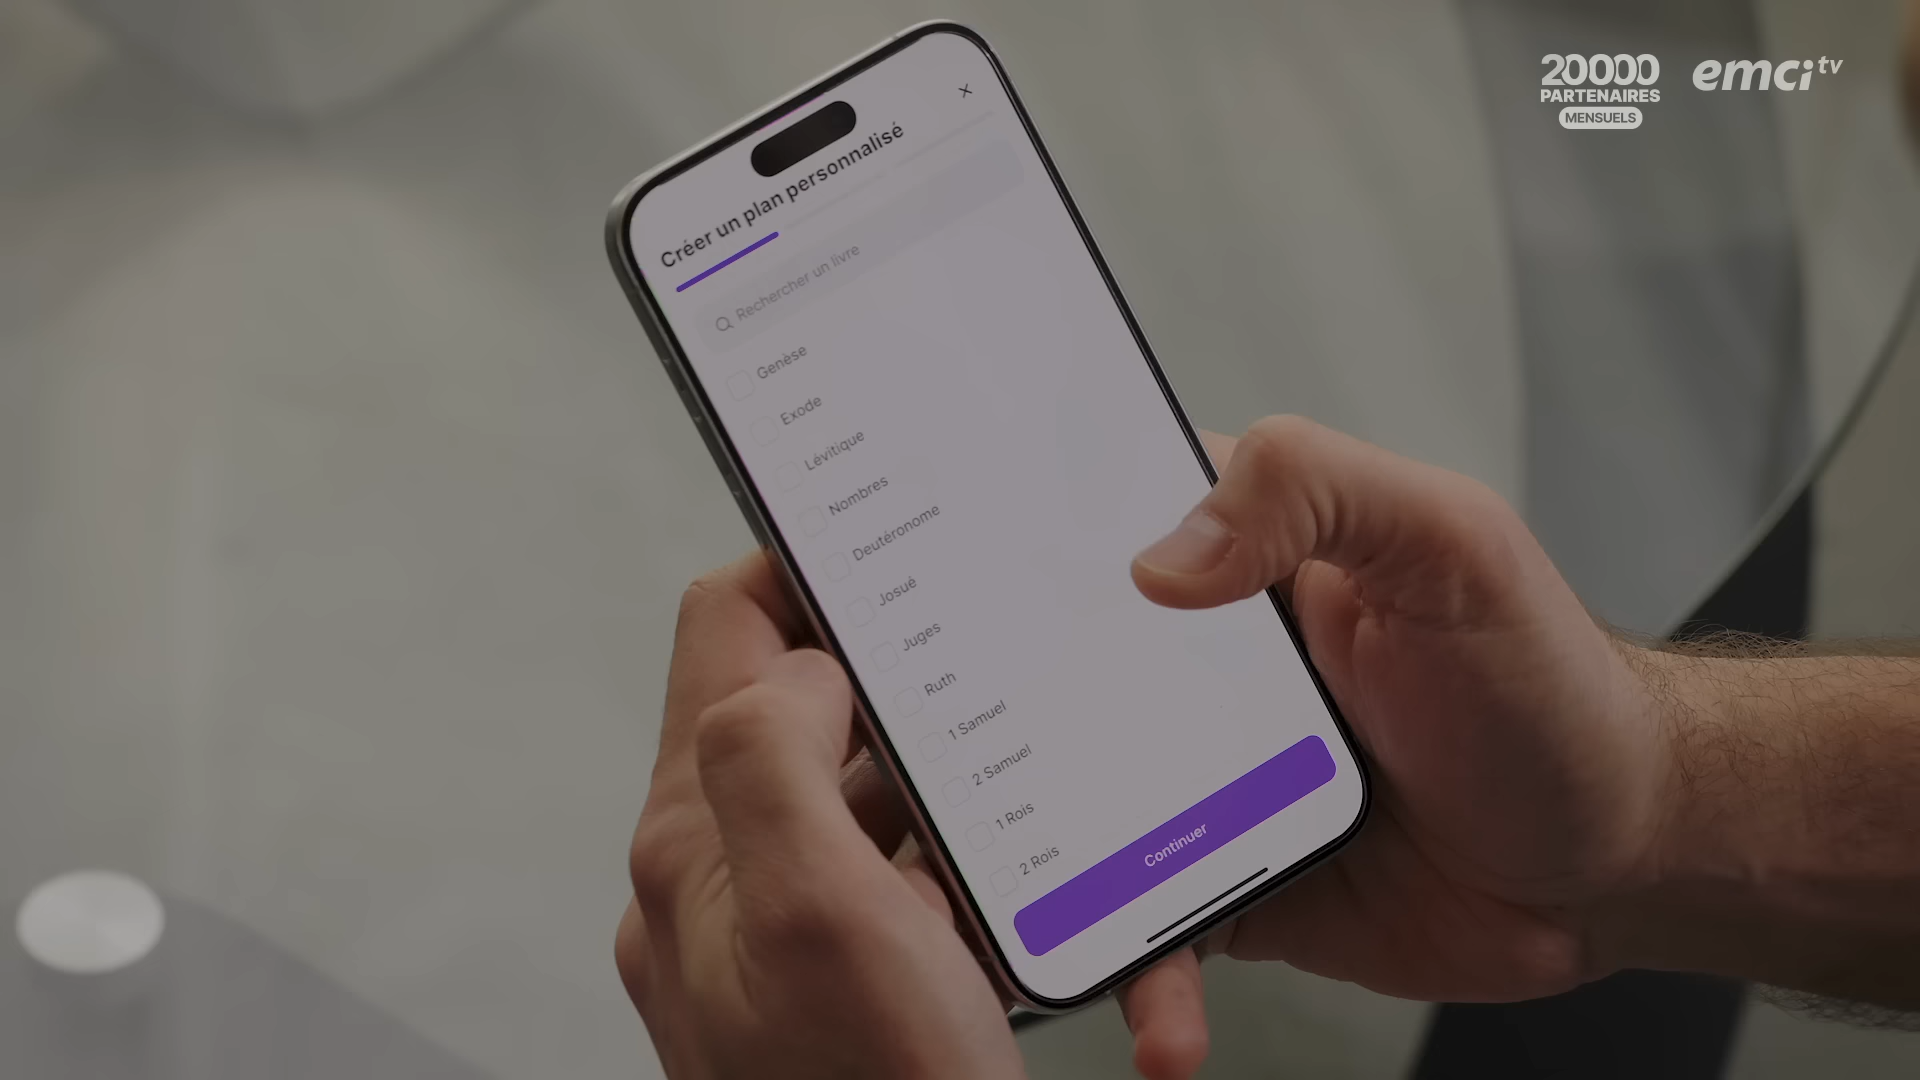 20000
PARTENAIRES
MENSUELS
emci tv
Créer un plan personnalisé
Rechercher un livre
Genèse
Exode
Lévitique
Nombres
Deutéronome
Josué
Juges
Ruth
1 Samuel
2 Samuel
1 Rois
2 Rois
Continuer